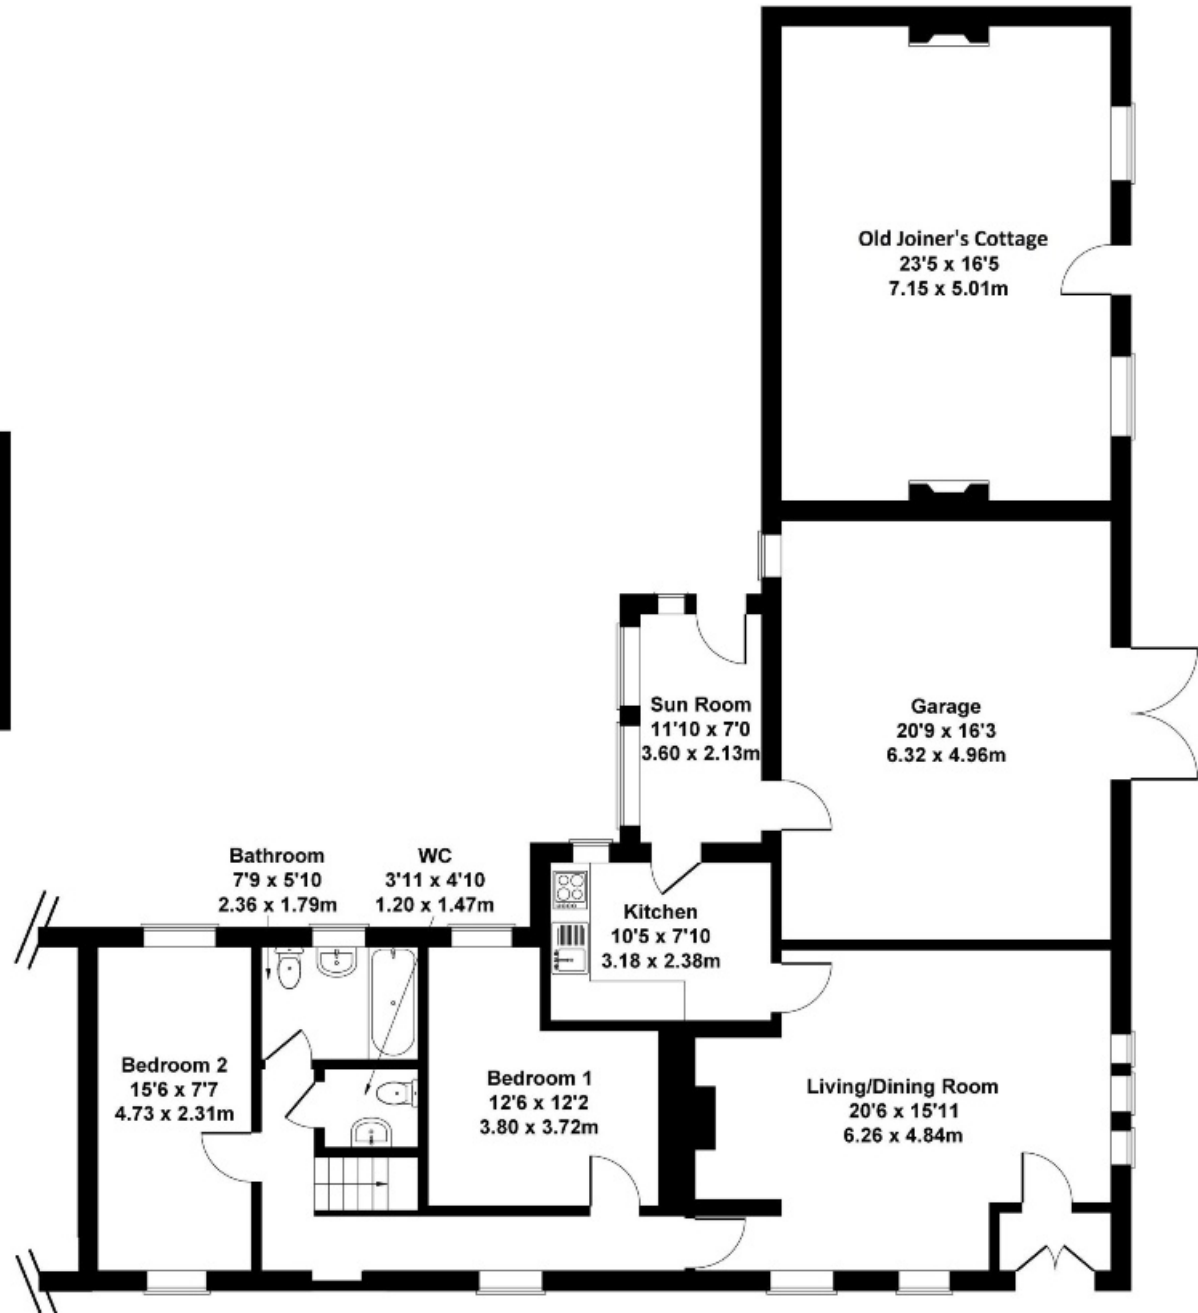 Old Joiner's Cottage
23'5 x 16'5
7.15 x 5.01m
Sun Room
11'10 x 7'0
3.60 x 2.13m
Garage
20'9 x 16'3
6.32 x 4.96m
Bathroom
7'9 x 5'10
2.36 x 1.79m
WC
3'11 x 4'10
1.20 x 1.47m
Kitchen
10'5 x 7'10
3.18 x 2.38m
Bedroom 2
15'6 x 7'7
4.73 x 2.31m
Bedroom 1
12'6 x 12'2
3.80 x 3.72m
Living/Dining Room
20'6 x 15'11
6.26 x 4.84m